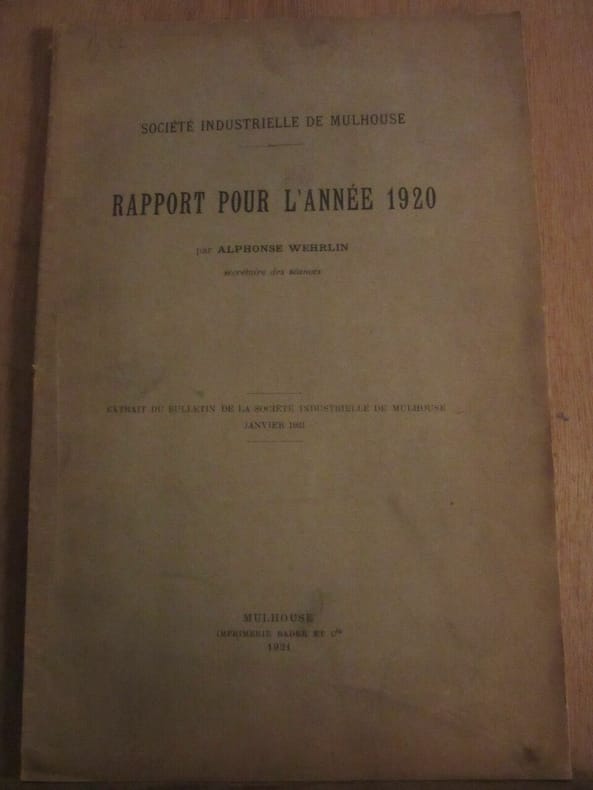 SOCIÉTÉ INDUSTRIELLE DE MULHOUSE
RAPPORT POUR L'ANNÉE 1920
par ALPHONSE WEHRLIN
secrétaire des séances
EXTRAIT DU BULLETIN DE LA SOCIÉTÉ INDUSTRIELLE DE MULHOUSE
JANVIER 1921
MULHOUSE
IMPRIMERIE BADER ET Cie
1921